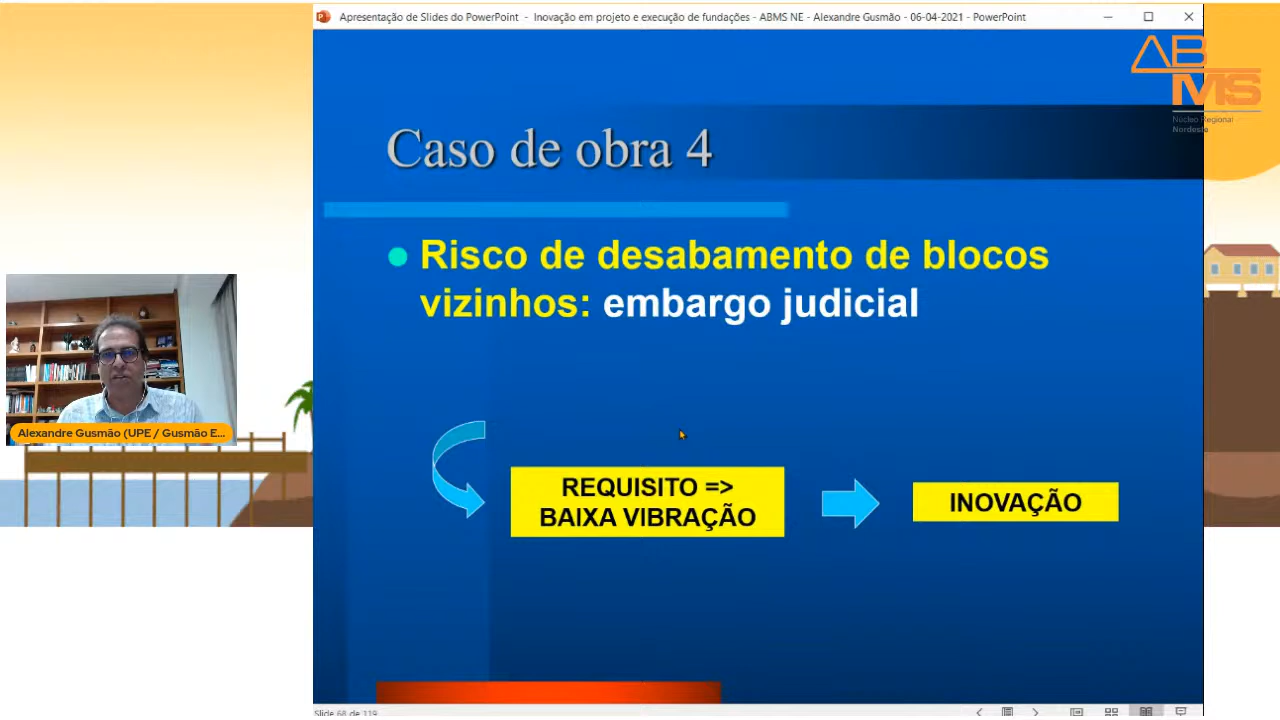 Apresentação de Slides do PowerPoint - Inovação em projeto e execução de fundações - ABMS NE - Alexandre Gusmão - 06-04-2021 - PowerPoint
AB
MS
Núcleo Regional
Nordeste
Caso de obra 4
Risco de desabamento de blocos
vizinhos: embargo judicial
Alexandre Gusmão (UPE / Gusmão E...
REQUISITO =>
BAIXA VIBRAÇÃO
INOVAÇÃO
Slide 68 de 119